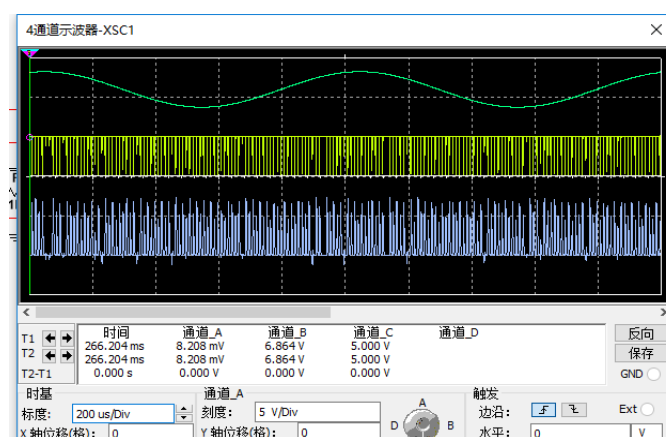 4通道示波器-XSC1
时间 通道_A 通道_B 通道_C 通道_D
T1 266.204 ms 8.208 mV 6.864 V 5.000 V
T2 266.204 ms 8.208 mV 6.864 V 5.000 V
T2-T1 0.000 s 0.000 V 0.000 V 0.000 V
反向
保存
GND
时基 通道_A 触发
标度： 200 us/Div 刻度： 5 V/Div A 边沿： Ext
X 轴位移(格)： 0 Y 轴位移(格)： 0 D B 水平： 0 V